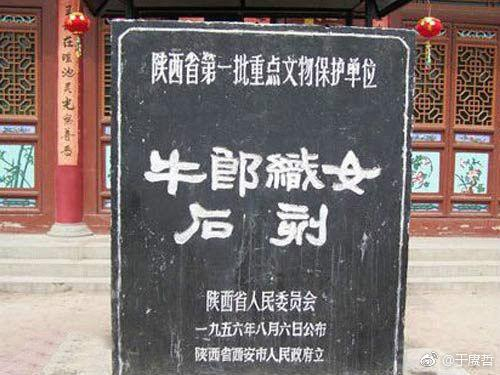 陕西省第一批重点文物保护单位
牛郎織女
石刻
陕西省人民委员会
一九五六年八月六日公布
陕西省西安市人民政府立
@于赓哲